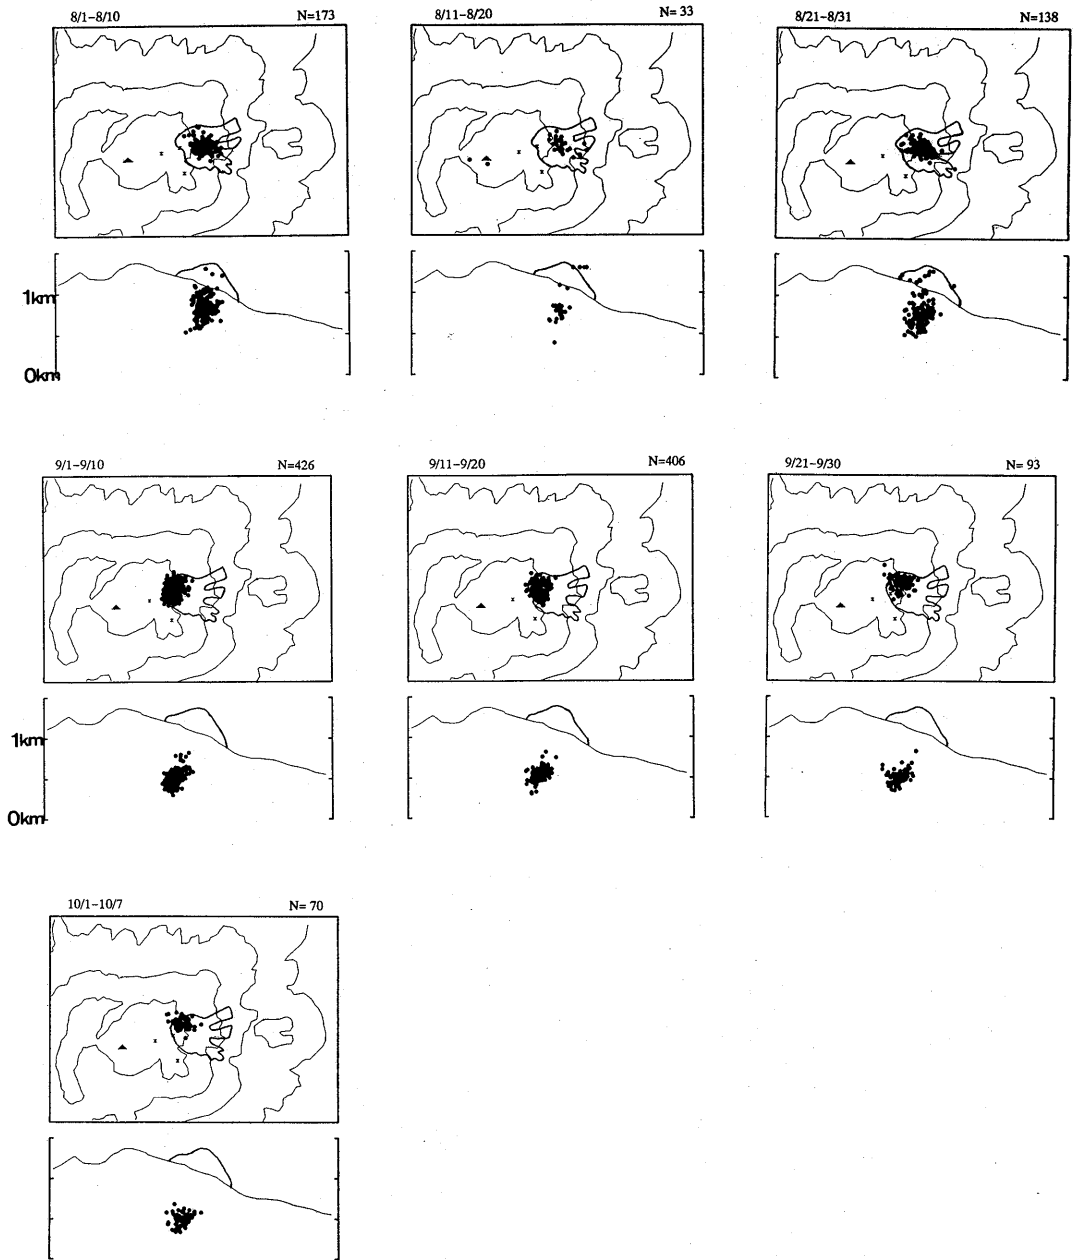 8/1-8/10 N=173
8/11-8/20 N= 33
8/21-8/31 N=138
1km
0km
9/1-9/10 N=426
9/11-9/20 N=406
9/21-9/30 N= 93
1km
0km
10/1-10/7 N= 70